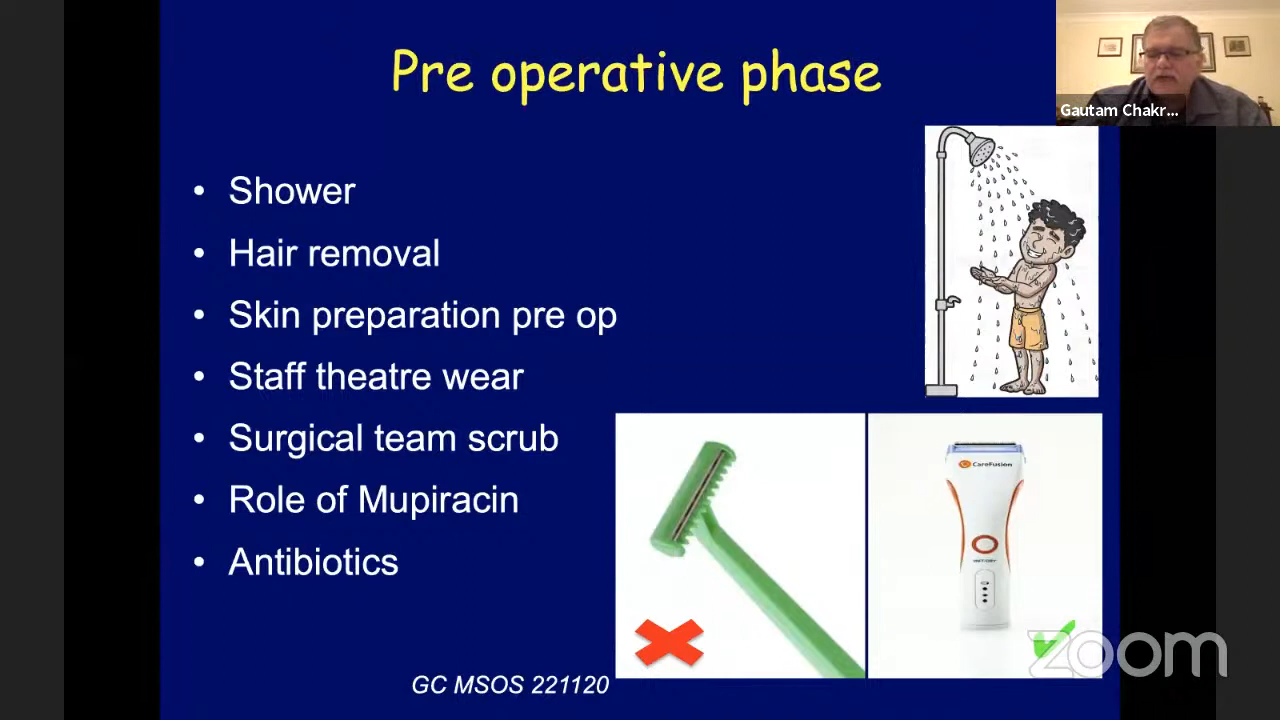 Pre operative phase
Gautam Chakr...
• Shower
• Hair removal
• Skin preparation pre op
• Staff theatre wear
• Surgical team scrub
• Role of Mupiracin
• Antibiotics
CareFusion
GC MSOS 221120
zoom